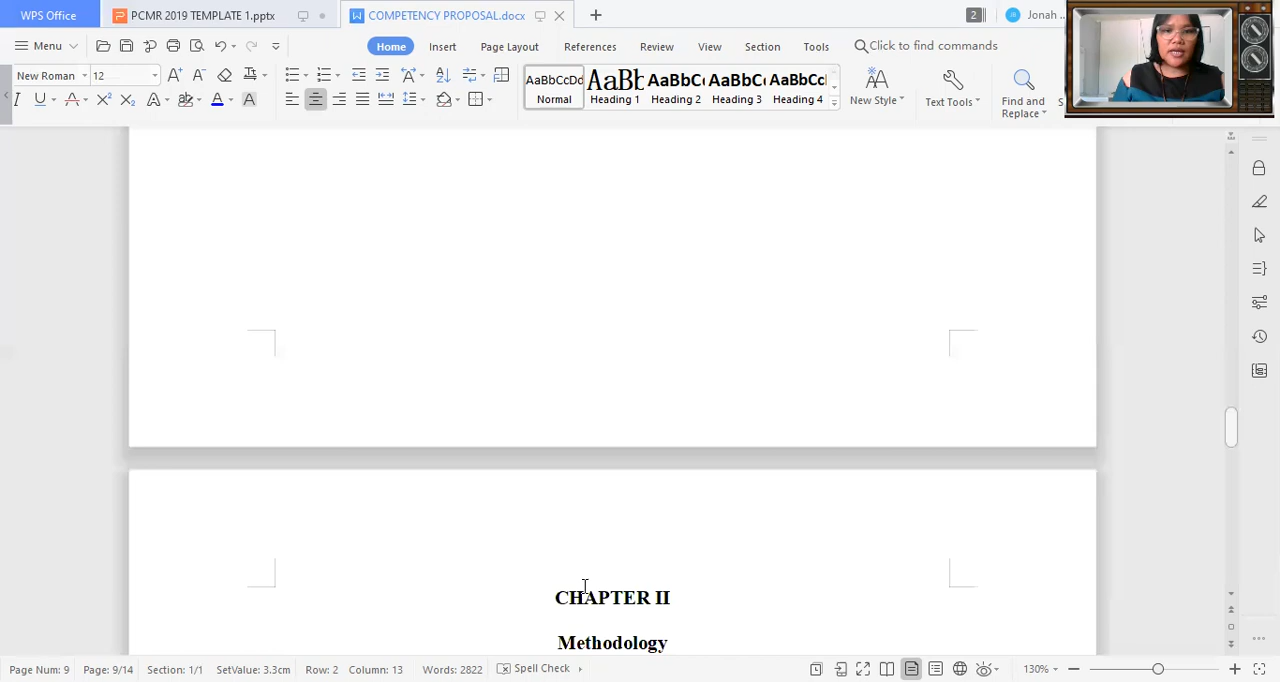 WPS Office PCMR 2019 TEMPLATE 1.pptx COMPETENCY PROPOSAL.docx 2 Jonah
Menu Home Insert Page Layout References Review View Section Tools Click to find commands
New Roman 12 AaBbCcDd AaBb AaBbC AaBbC AaBbC
Normal Heading 1 Heading 2 Heading 3 Heading 4 New Style Text Tools Find and Replace
CHAPTER II
Methodology
Page Num: 9 Page: 9/14 Section: 1/1 SetValue: 3.3cm Row: 2 Column: 13 Words: 2822 Spell Check 130%